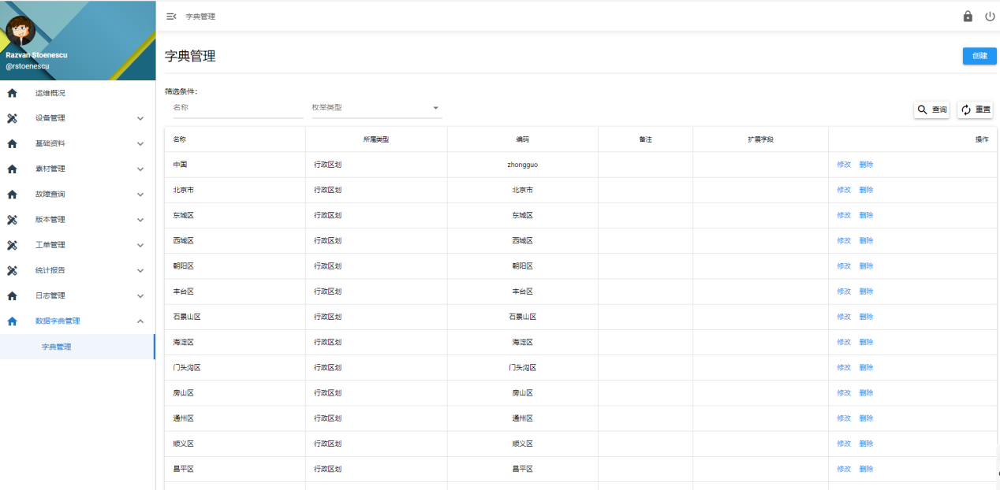 字典管理
Razvan Stoenescu
@rstoenescu
字典管理
创建
运维概况
设备管理
基础资料
素材管理
故障查询
版本管理
工单管理
统计报告
日志管理
数据字典管理
字典管理
筛选条件:
名称 枚举类型 查询 重置
名称 所属类型 编码 备注 扩展字段 操作
中国 行政区划 zhongguo 修改 删除
北京市 行政区划 北京市 修改 删除
东城区 行政区划 东城区 修改 删除
西城区 行政区划 西城区 修改 删除
朝阳区 行政区划 朝阳区 修改 删除
丰台区 行政区划 丰台区 修改 删除
石景山区 行政区划 石景山区 修改 删除
海淀区 行政区划 海淀区 修改 删除
门头沟区 行政区划 门头沟区 修改 删除
房山区 行政区划 房山区 修改 删除
通州区 行政区划 通州区 修改 删除
顺义区 行政区划 顺义区 修改 删除
昌平区 行政区划 昌平区 修改 删除